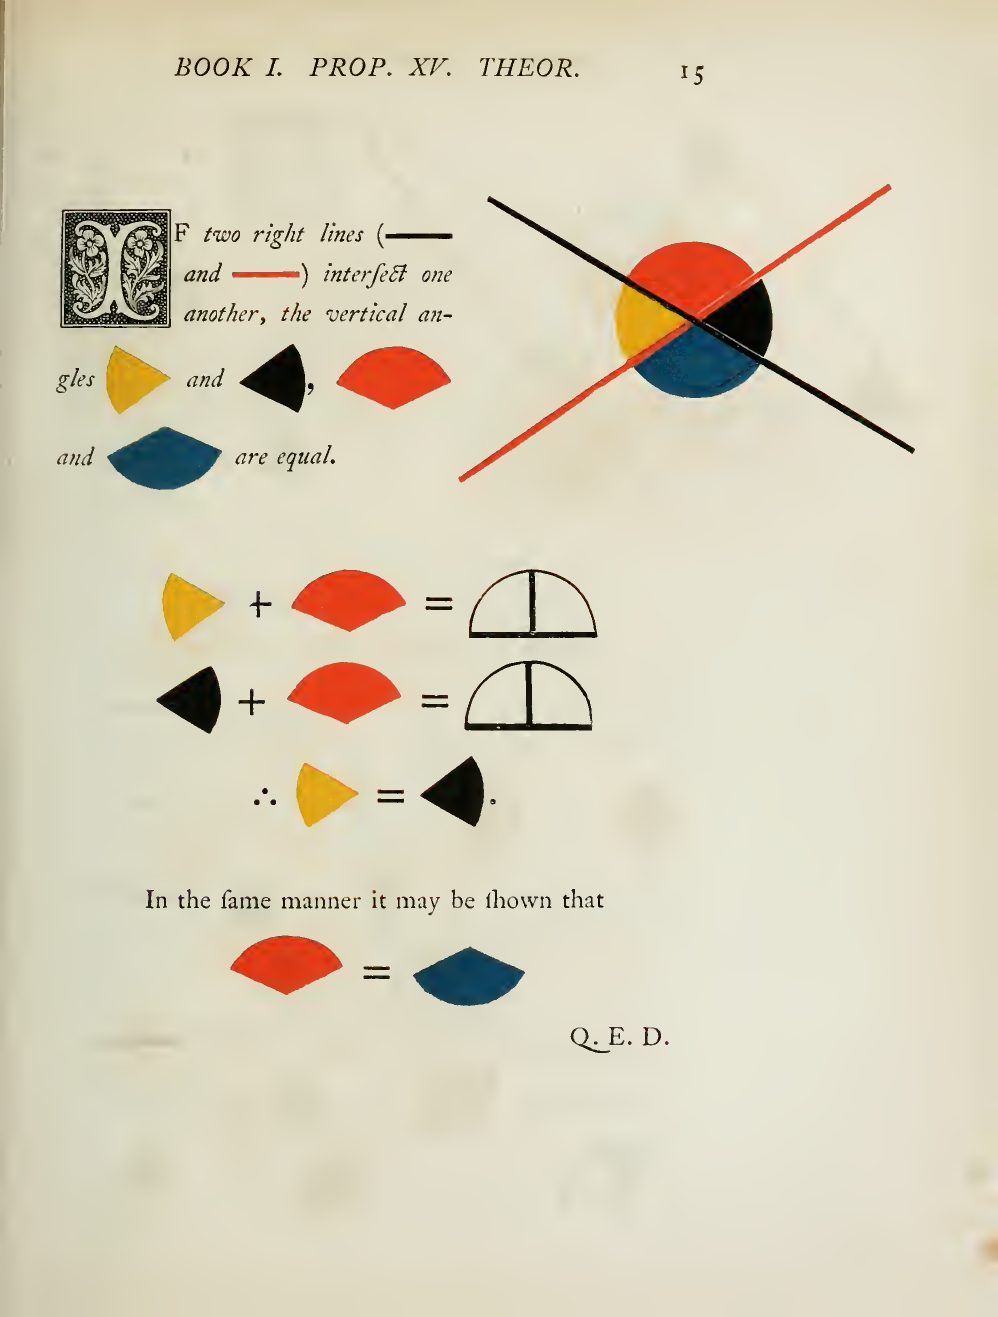 BOOK I. PROP. XV. THEOR. 15
IF two right lines (
and ) interſect one
another, the vertical an-
gles and ,
and are equal.
+ =
+ =
∴ = .
In the ſame manner it may be ſhown that
=
Q. E. D.